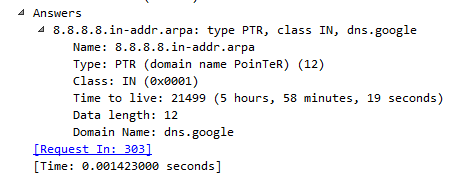 Answers
8.8.8.8.in-addr.arpa: type PTR, class IN, dns.google
Name: 8.8.8.8.in-addr.arpa
Type: PTR (domain name PoinTeR) (12)
Class: IN (0x0001)
Time to live: 21499 (5 hours, 58 minutes, 19 seconds)
Data length: 12
Domain Name: dns.google
[Request In: 303]
[Time: 0.001423000 seconds]